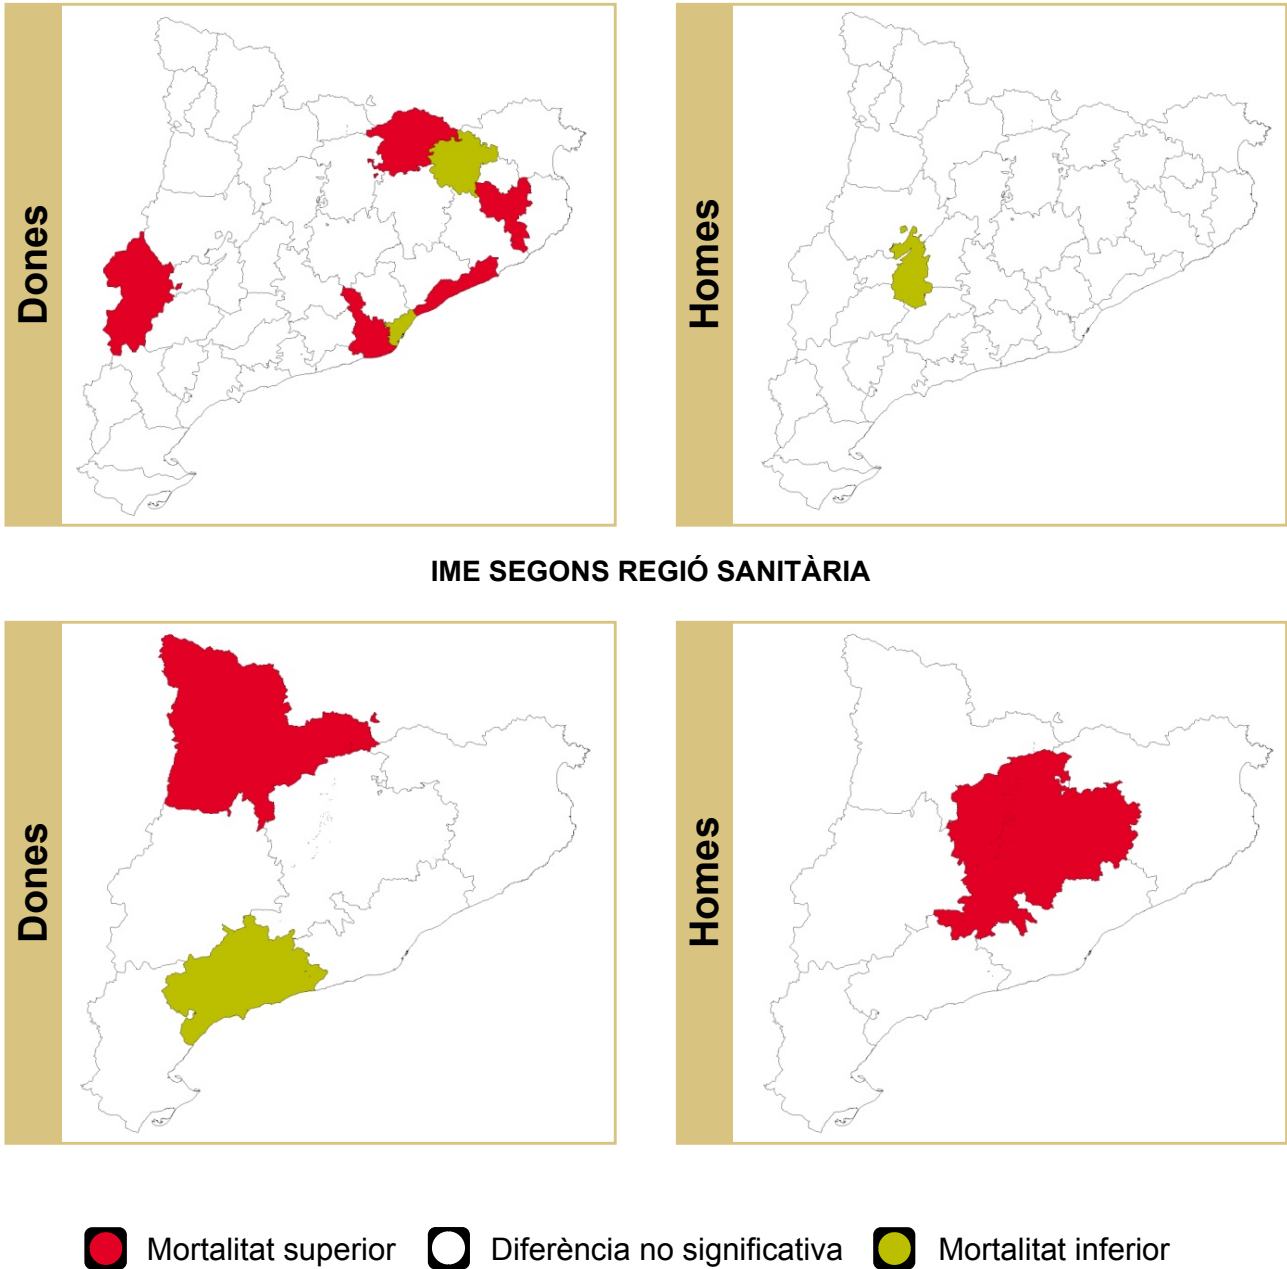 Dones
Homes
IME SEGONS REGIÓ SANITÀRIA
Dones
Homes
Mortalitat superior
Diferència no significativa
Mortalitat inferior